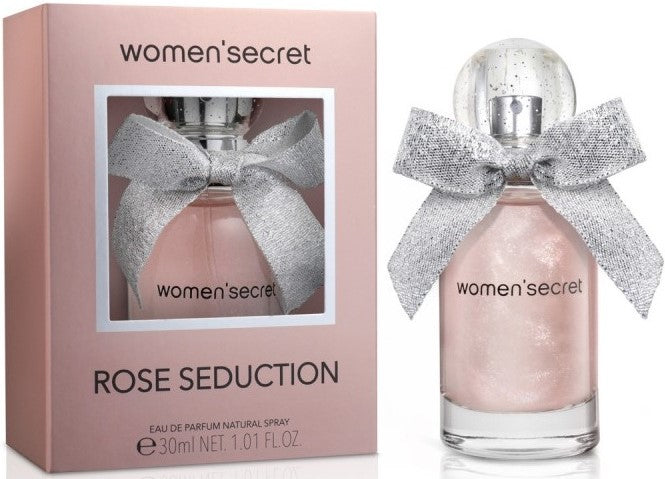 women'secret
women'secret
ROSE SEDUCTION
EAU DE PARFUM NATURAL SPRAY
℮30ml NET. 1.01 FL.OZ.
women'secret